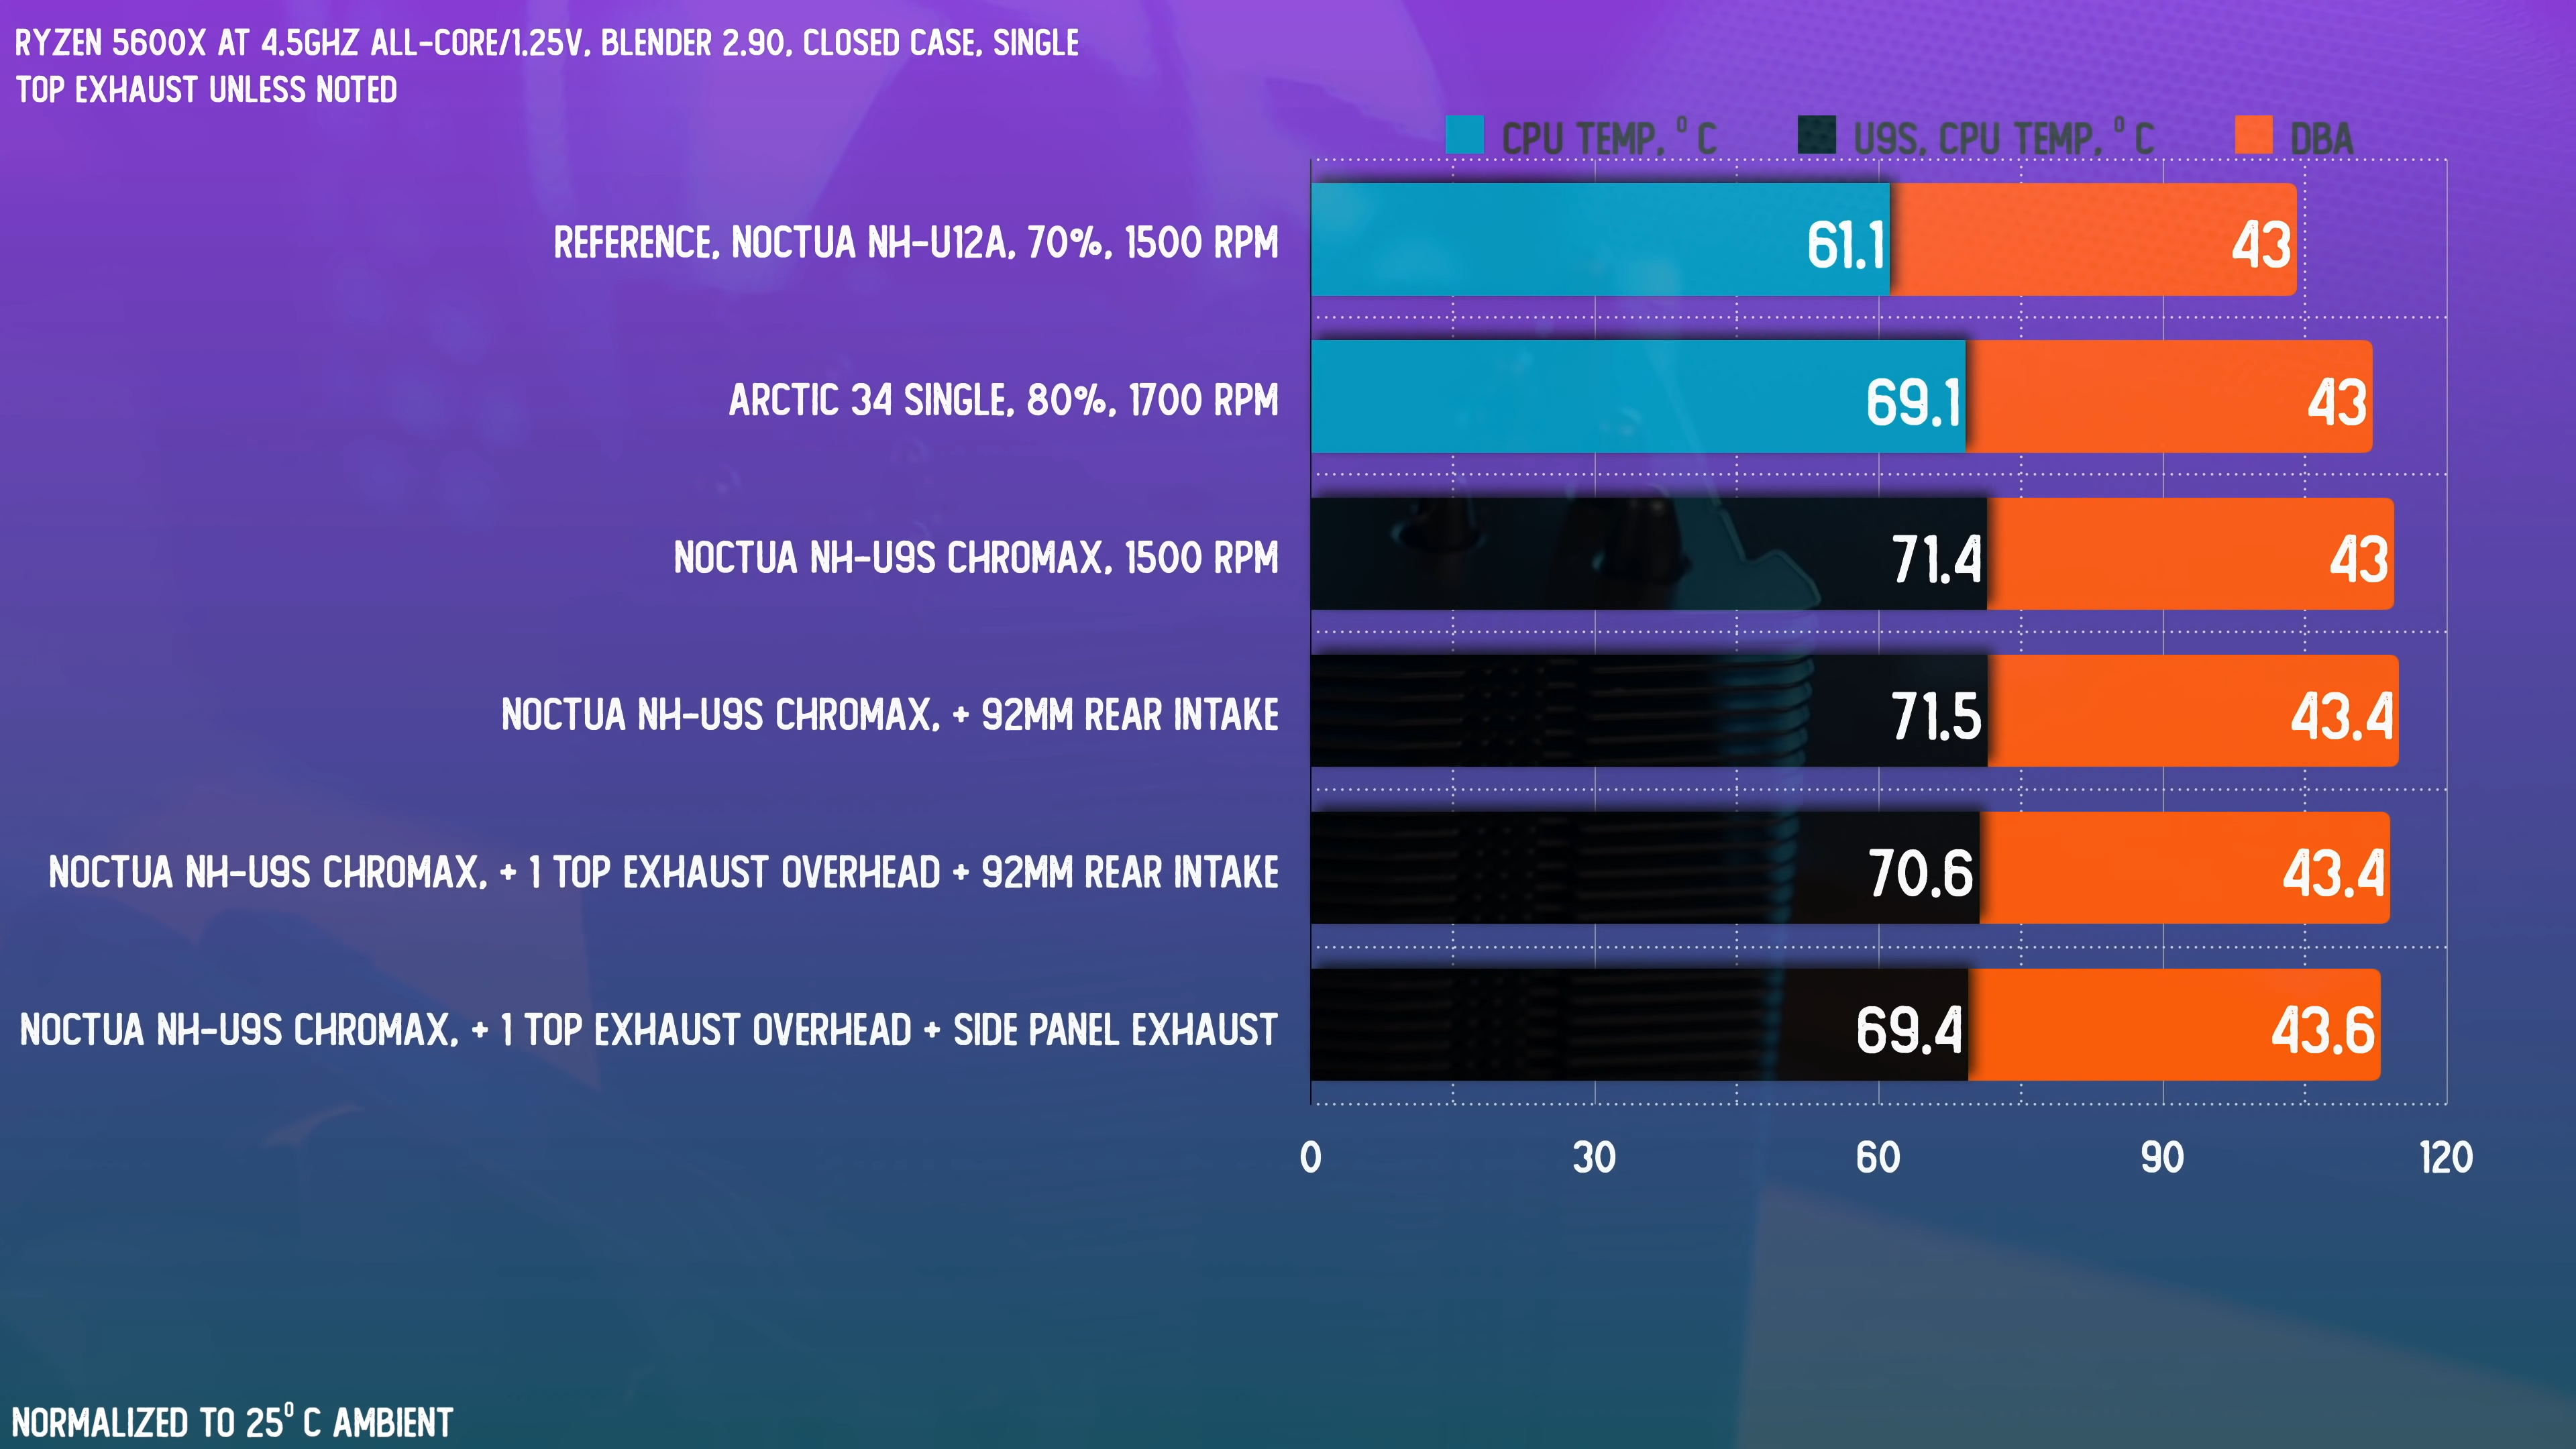 RYZEN 5600X AT 4.5GHZ ALL-CORE/1.25V, BLENDER 2.90, CLOSED CASE, SINGLE
TOP EXHAUST UNLESS NOTED
CPU TEMP, °C U9S, CPU TEMP, °C DBA
REFERENCE, NOCTUA NH-U12A, 70%, 1500 RPM 61.1 43
ARCTIC 34 SINGLE, 80%, 1700 RPM 69.1 43
NOCTUA NH-U9S CHROMAX, 1500 RPM 71.4 43
NOCTUA NH-U9S CHROMAX, + 92MM REAR INTAKE 71.5 43.4
NOCTUA NH-U9S CHROMAX, + 1 TOP EXHAUST OVERHEAD + 92MM REAR INTAKE 70.6 43.4
NOCTUA NH-U9S CHROMAX, + 1 TOP EXHAUST OVERHEAD + SIDE PANEL EXHAUST 69.4 43.6
0 30 60 90 120
NORMALIZED TO 25° C AMBIENT